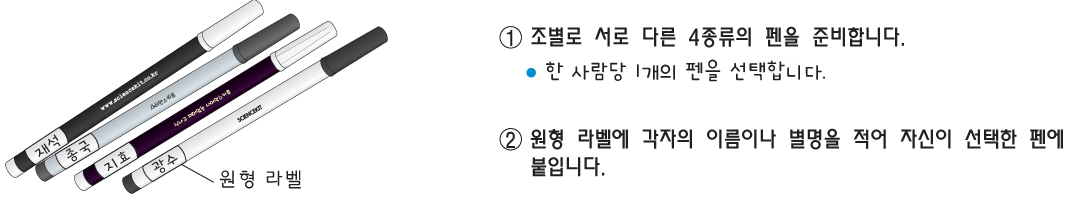 ① 조별로 서로 다른 4종류의 펜을 준비합니다.
● 한 사람당 1개의 펜을 선택합니다.
② 원형 라벨에 각자의 이름이나 별명을 적어 자신이 선택한 펜에
붙입니다.
www.sciencekit.co.kr
SCIENCEKIT
재석
종국
지효
광수
원형 라벨